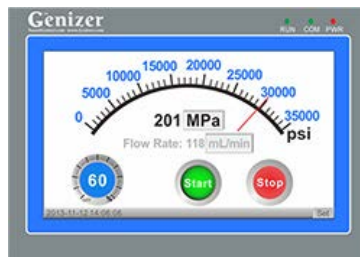 Genizer
RUN COM PWR
0 5000 10000 15000 20000 25000 30000 35000
psi
201 MPa
Flow Rate: 118 mL/min
60
Start
Stop
2013-11-12 14:06:06
Set